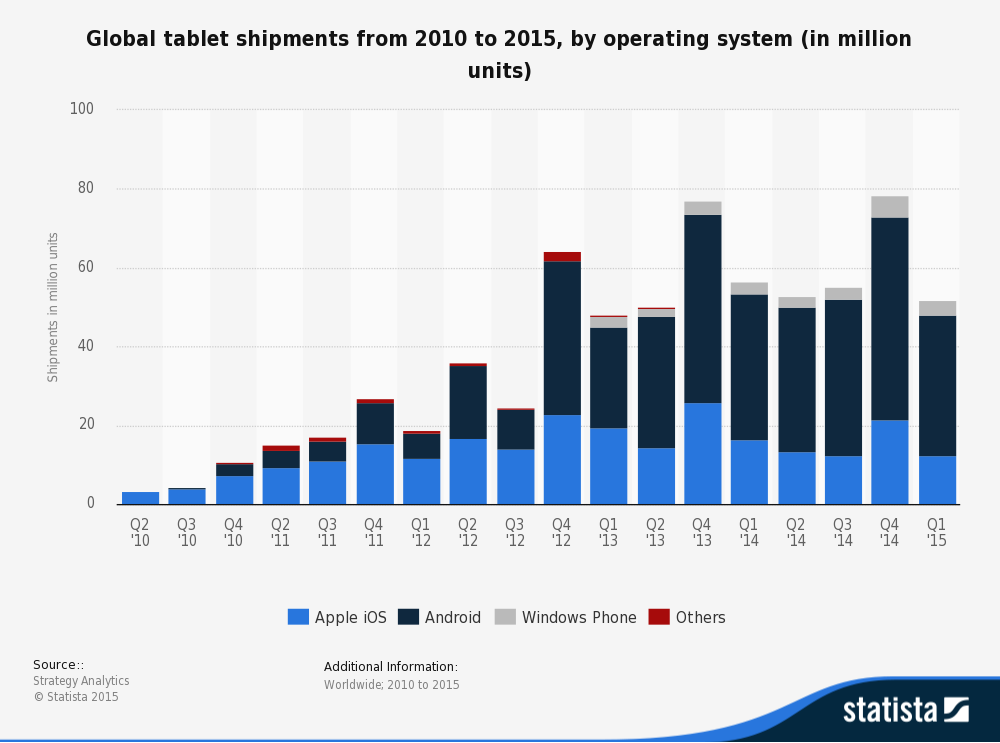 Global tablet shipments from 2010 to 2015, by operating system (in million
units)
Shipments in million units
100
80
60
40
20
0
Q2 Q3 Q4 Q2 Q3 Q4 Q1 Q2 Q3 Q4 Q1 Q2 Q4 Q1 Q2 Q3 Q4 Q1
'10 '10 '10 '11 '11 '11 '12 '12 '12 '12 '13 '13 '13 '14 '14 '14 '14 '15
Apple iOS Android Windows Phone Others
Source::
Strategy Analytics
© Statista 2015
Additional Information:
Worldwide; 2010 to 2015
statista